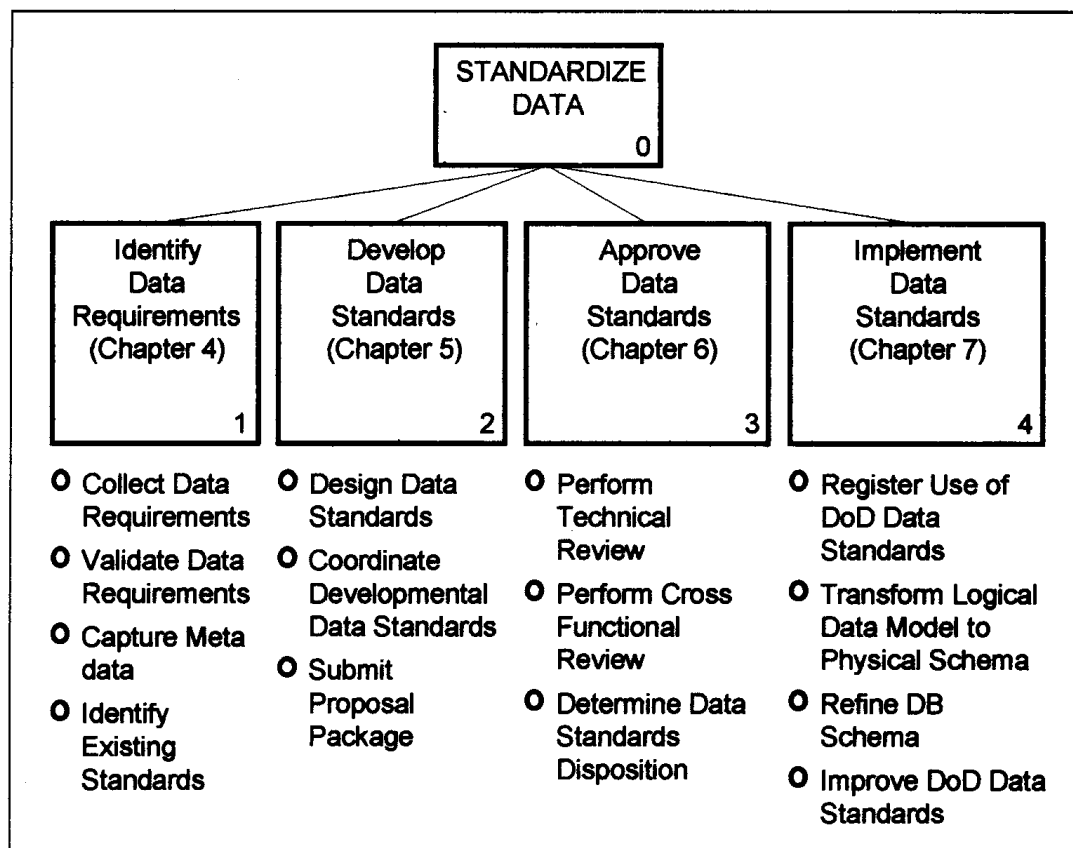 STANDARDIZE
DATA
0
Identify
Data
Requirements
(Chapter 4)
1
Develop
Data
Standards
(Chapter 5)
2
Approve
Data
Standards
(Chapter 6)
3
Implement
Data
Standards
(Chapter 7)
4
Collect Data
Requirements
Validate Data
Requirements
Capture Meta
data
Identify
Existing
Standards
Design Data
Standards
Coordinate
Developmental
Data Standards
Submit
Proposal
Package
Perform
Technical
Review
Perform Cross
Functional
Review
Determine Data
Standards
Disposition
Register Use of
DoD Data
Standards
Transform Logical
Data Model to
Physical Schema
Refine DB
Schema
Improve DoD Data
Standards